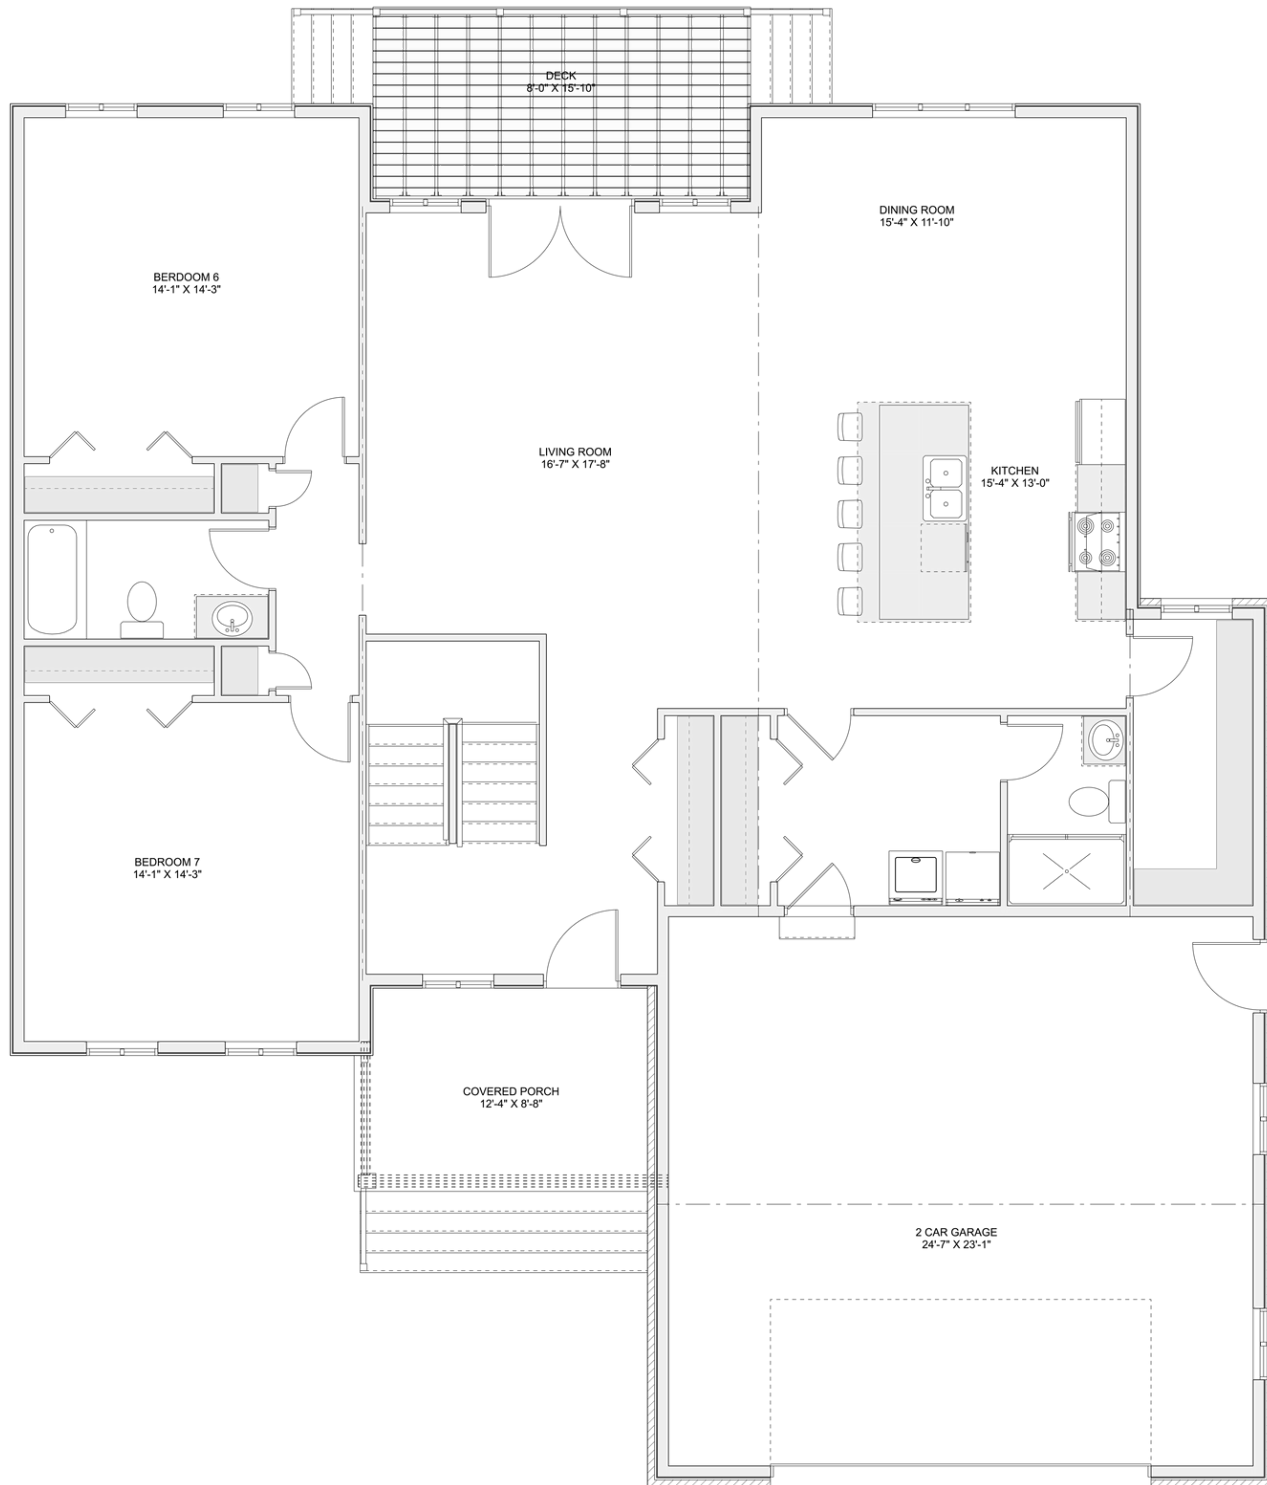 DECK
8'-0" X 15'-10"
DINING ROOM
15'-4" X 11'-10"
BERDOOM 6
14'-1" X 14'-3"
LIVING ROOM
16'-7" X 17'-8"
KITCHEN
15'-4" X 13'-0"
BEDROOM 7
14'-1" X 14'-3"
COVERED PORCH
12'-4" X 8'-8"
2 CAR GARAGE
24'-7" X 23'-1"